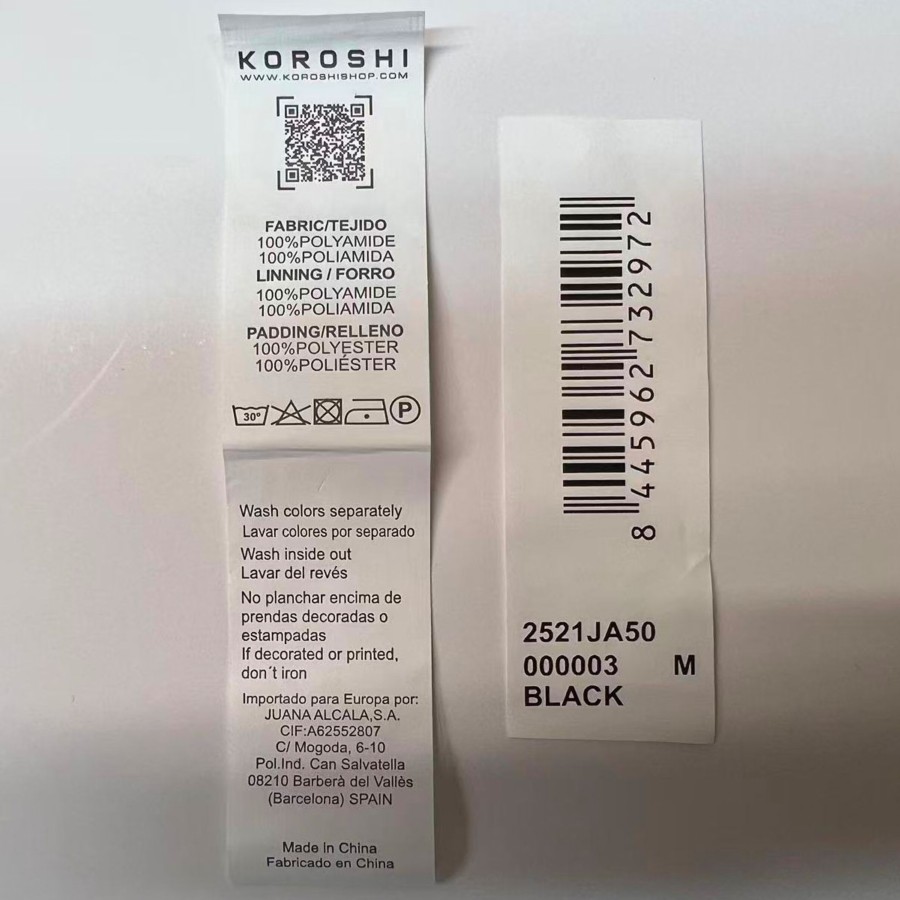 KOROSHI
WWW.KOROSHISHOP.COM
FABRIC/TEJIDO
100%POLYAMIDE
100%POLIAMIDA
LINNING / FORRO
100%POLYAMIDE
100%POLIAMIDA
PADDING/RELLENO
100%POLYESTER
100%POLIÉSTER
30º
P
Wash colors separately
Lavar colores por separado
Wash inside out
Lavar del revés
No planchar encima de
prendas decoradas o
estampadas
If decorated or printed,
don´t iron
Importado para Europa por:
JUANA ALCALA,S.A.
CIF:A62552807
C/ Mogoda, 6-10
Pol.Ind. Can Salvatella
08210 Barberà del Vallès
(Barcelona) SPAIN
Made In China
Fabricado en China
8 445962 732972
2521JA50
000003 M
BLACK